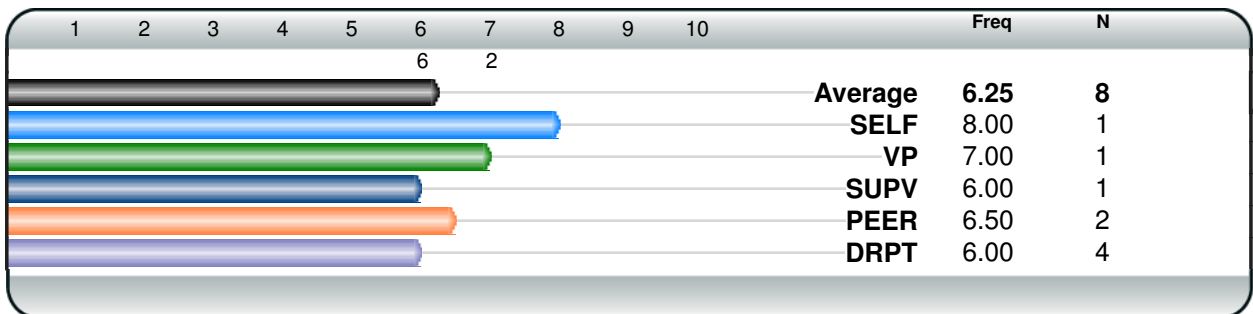 1 2 3 4 5 6 7 8 9 10 Freq N
6 2
Average 6.25 8
SELF 8.00 1
VP 7.00 1
SUPV 6.00 1
PEER 6.50 2
DRPT 6.00 4